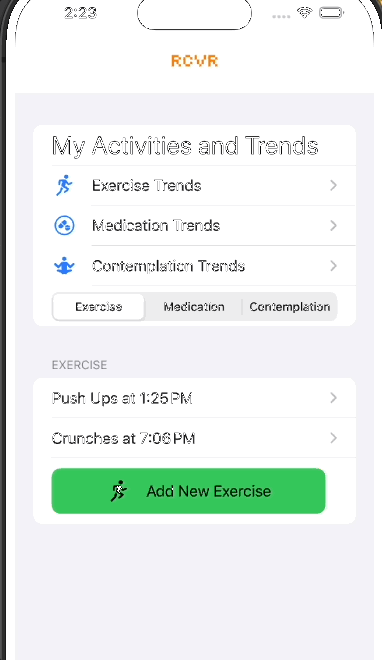 2:23
RCVR
My Activities and Trends
Exercise Trends
Medication Trends
Contemplation Trends
Exercise Medication Contemplation
EXERCISE
Push Ups at 1:25 PM
Crunches at 7:06 PM
Add New Exercise